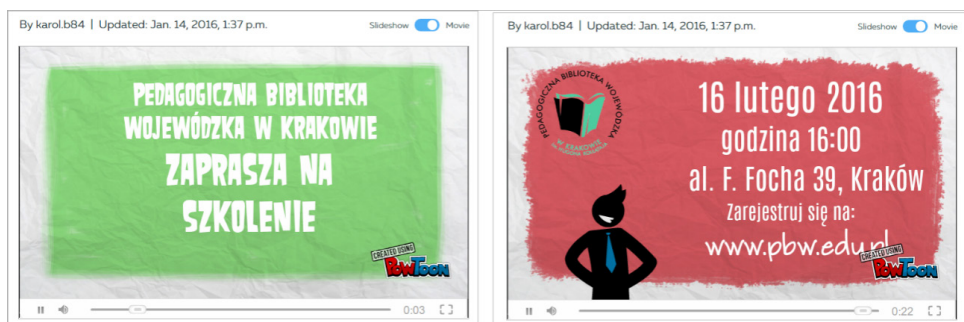 By karol.b84 | Updated: Jan. 14, 2016, 1:37 p.m.
Slideshow Movie
PEDAGOGICZNA BIBLIOTEKA
WOJEWÓDZKA W KRAKOWIE
ZAPRASZA NA
SZKOLENIE
CREATED USING
POWTOON
0:03
By karol.b84 | Updated: Jan. 14, 2016, 1:37 p.m.
Slideshow Movie
PEDAGOGICZNA BIBLIOTEKA WOJEWÓDZKA
W KRAKOWIE
16 lutego 2016
godzina 16:00
al. F. Focha 39, Kraków
Zarejestruj się na:
www.pbw.edu.pl
CREATED USING
POWTOON
0:22